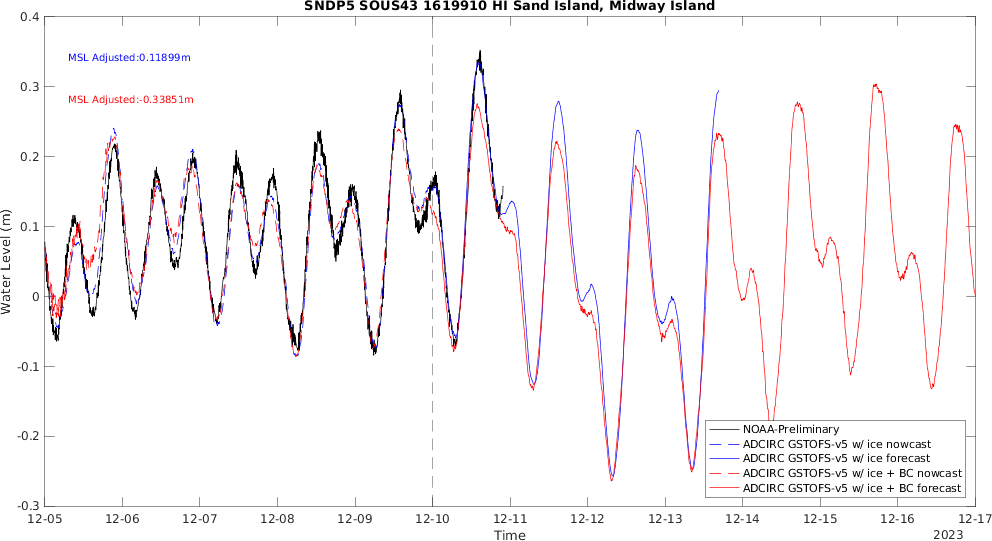 SNDP5 SOUS43 1619910 HI Sand Island, Midway Island
MSL Adjusted:0.11899m
MSL Adjusted:-0.33851m
Water Level (m)
0.4
0.3
0.2
0.1
0
-0.1
-0.2
-0.3
NOAA-Preliminary
ADCIRC GSTOFS-v5 w/ ice nowcast
ADCIRC GSTOFS-v5 w/ ice forecast
ADCIRC GSTOFS-v5 w/ice + BC nowcast
ADCIRC GSTOFS-v5 w/ice + BC forecast
12-05 12-06 12-07 12-08 12-09 12-10 12-11 12-12 12-13 12-14 12-15 12-16 12-17
Time
2023